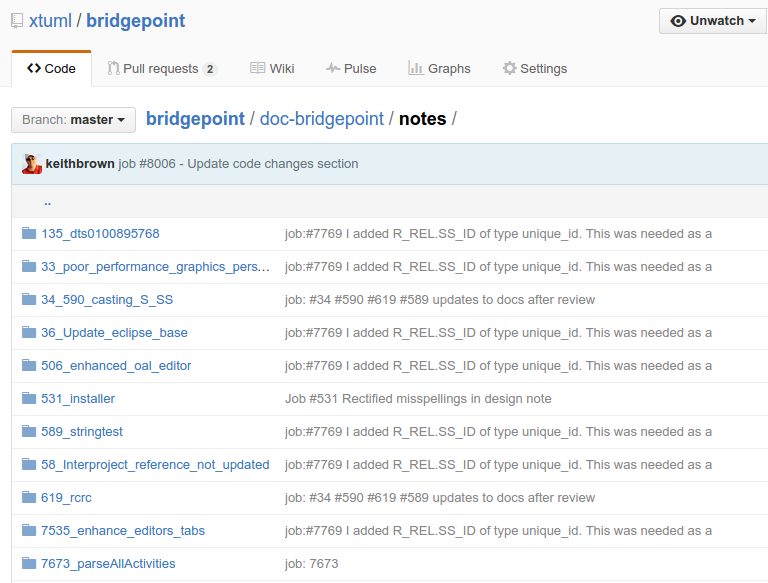 xtuml / bridgepoint
Unwatch
Code
Pull requests 2
Wiki
Pulse
Graphs
Settings
Branch: master
bridgepoint / doc-bridgepoint / notes /
keithbrown job #8006 - Update code changes section
..
135_dts0100895768 job:#7769 I added R_REL.SS_ID of type unique_id. This was needed as a
33_poor_performance_graphics_pers... job:#7769 I added R_REL.SS_ID of type unique_id. This was needed as a
34_590_casting_S_SS job: #34 #590 #619 #589 updates to docs after review
36_Update_eclipse_base job:#7769 I added R_REL.SS_ID of type unique_id. This was needed as a
506_enhanced_oal_editor job:#7769 I added R_REL.SS_ID of type unique_id. This was needed as a
531_installer Job #531 Rectified misspellings in design note
589_stringtest job:#7769 I added R_REL.SS_ID of type unique_id. This was needed as a
58_Interproject_reference_not_updated job:#7769 I added R_REL.SS_ID of type unique_id. This was needed as a
619_rcrc job: #34 #590 #619 #589 updates to docs after review
7535_enhance_editors_tabs job:#7769 I added R_REL.SS_ID of type unique_id. This was needed as a
7673_parseAllActivities job: 7673